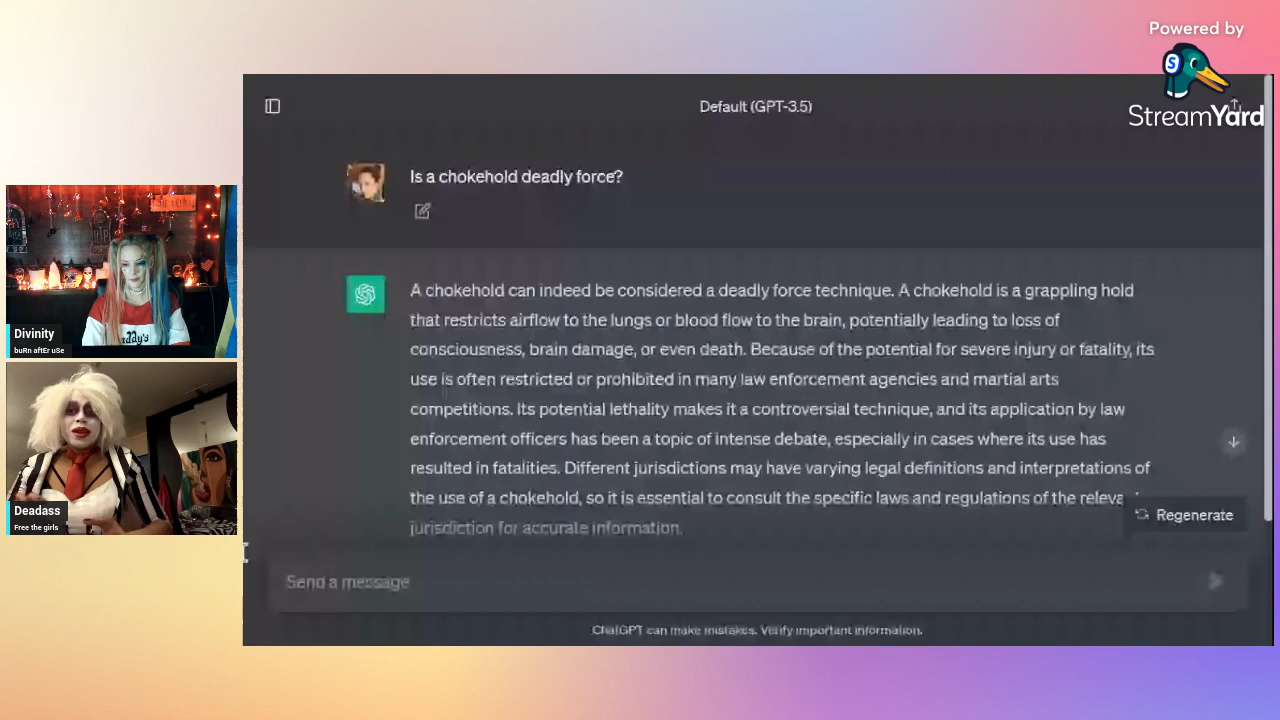 Powered by
StreamYard
Default (GPT-3.5)
Is a chokehold deadly force?
A chokehold can indeed be considered a deadly force technique. A chokehold is a grappling hold
that restricts airflow to the lungs or blood flow to the brain, potentially leading to loss of
consciousness, brain damage, or even death. Because of the potential for severe injury or fatality, its
use is often restricted or prohibited in many law enforcement agencies and martial arts
competitions. Its potential lethality makes it a controversial technique, and its application by law
enforcement officers has been a topic of intense debate, especially in cases where its use has
resulted in fatalities. Different jurisdictions may have varying legal definitions and interpretations of
the use of a chokehold, so it is essential to consult the specific laws and regulations of the
jurisdiction for accurate information.
Regenerate
Send a message
ChatGPT can make mistakes. Verify important information.
Divinity
buRn aftEr uSe
Deadass
Free the girls